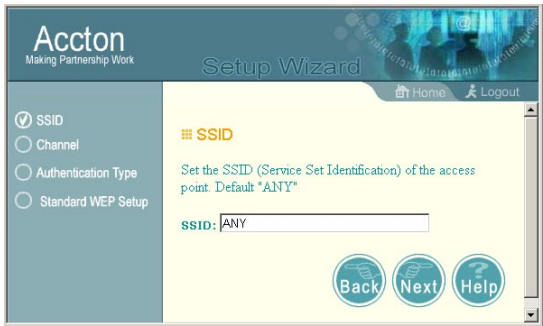 Accton
Making Partnership Work
Setup Wizard
Home Logout
SSID
Channel
Authentication Type
Standard WEP Setup
SSID
Set the SSID (Service Set Identification) of the access
point. Default "ANY"
SSID: ANY
Back Next Help